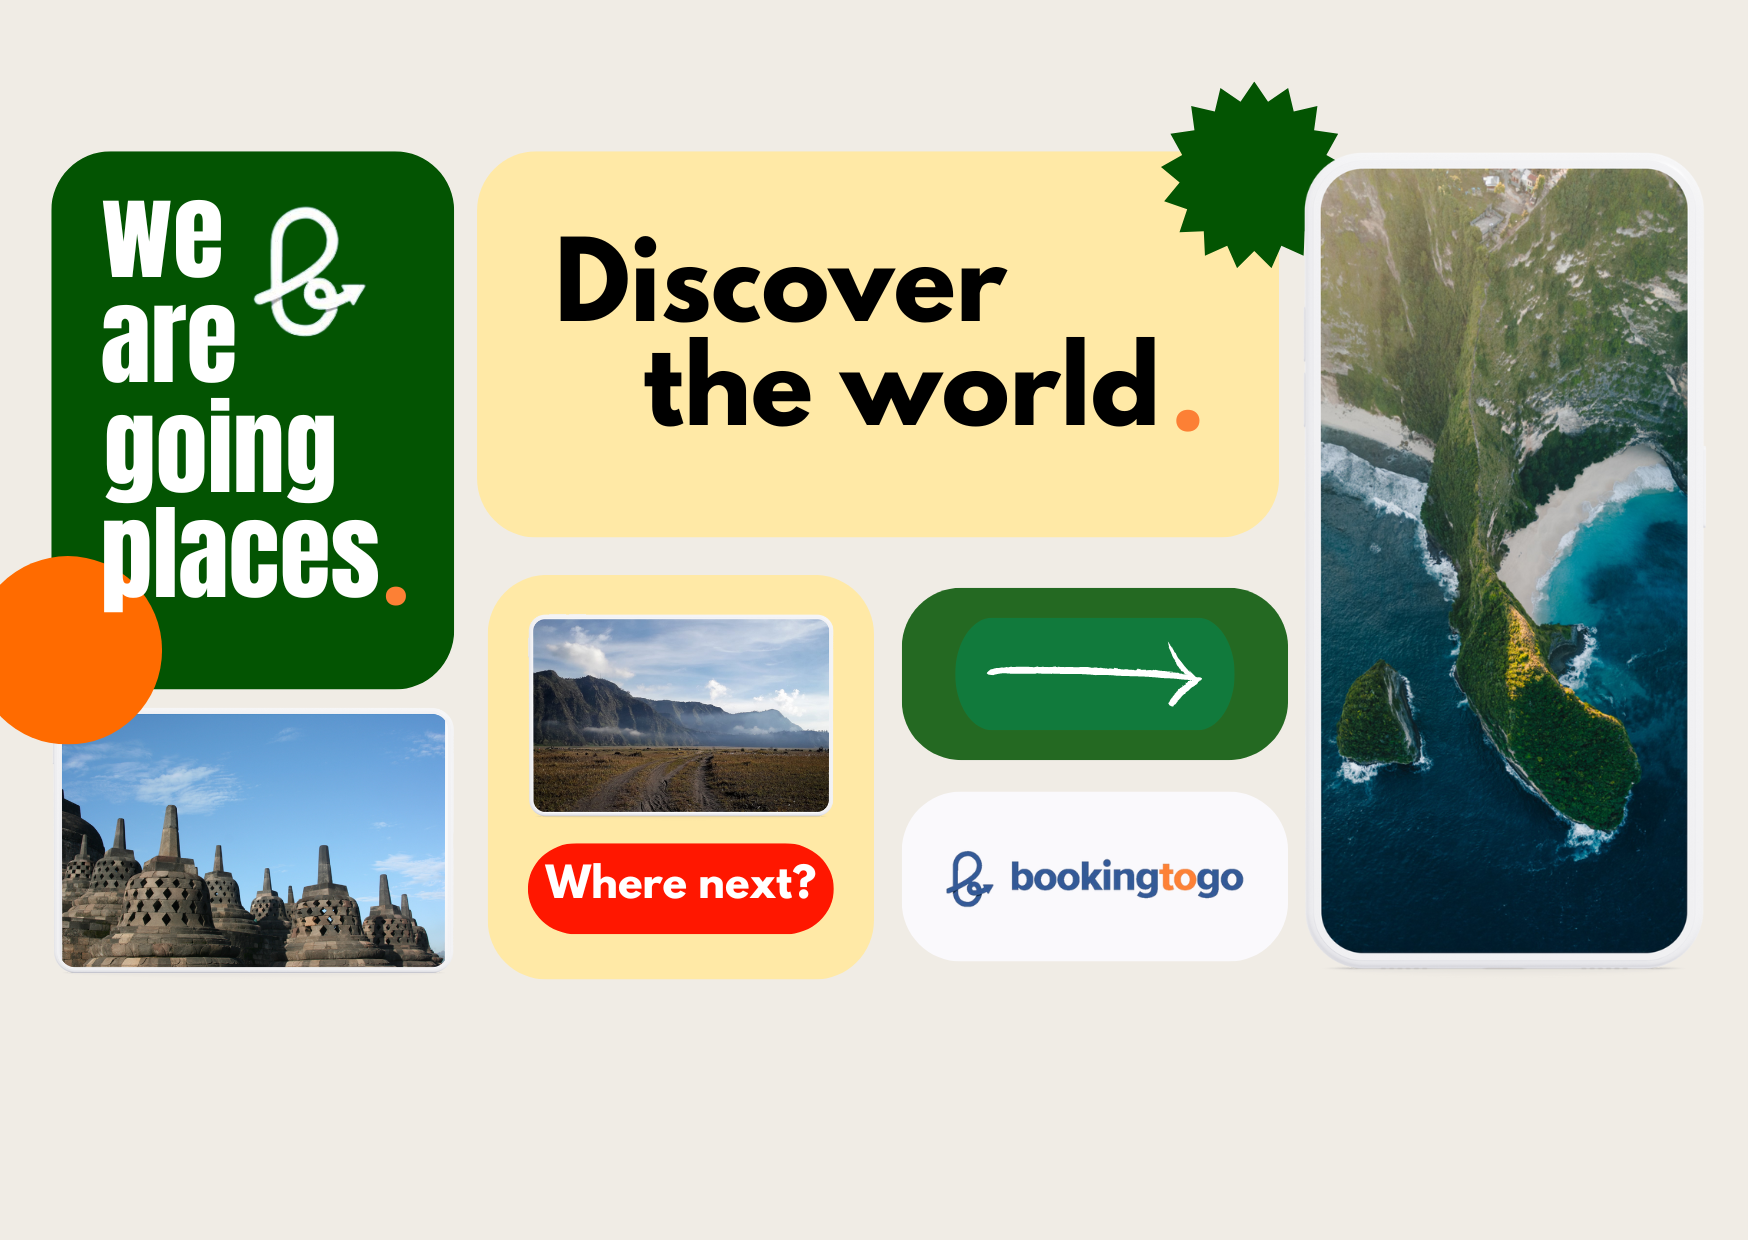 we
are
going
places.
Discover
the world.
Where next?
bookingtogo